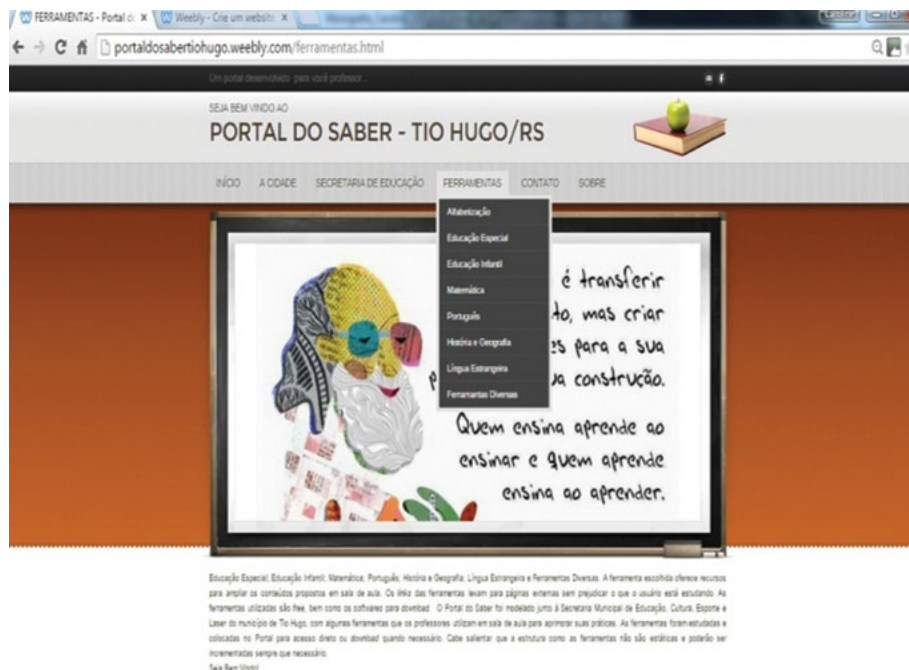 FERRAMENTAS - Portal d
Weebly - Crie um website
portaldosabertiohugo.weebly.com/ferramentas.html
Um portal desenvolvido para você professor...
SEJA BEM VINDO AO
PORTAL DO SABER - TIO HUGO/RS
INÍCIO A CIDADE SECRETARIA DE EDUCAÇÃO FERRAMENTAS CONTATO SOBRE
Alfabetização
Educação Especial
Educação Infantil
Matemática
Português
História e Geografia
Língua Estrangeira
Ferramantas Diversas
é transferir
to, mas criar
es para a sua
p ua construção.
Quem ensina aprende ao
ensinar e quem aprende
ensina ao aprender.
Educação Especial; Educação Infantil; Matemática; Português; História e Geografia; Língua Estrangeira e Ferramentas Diversas. A ferramenta escolhida oferece recursos
para ampliar os conteúdos propostos em sala de aula. Os links das ferramentas levam para páginas externas sem prejudicar o que o usuário está estudando. As
ferramentas utilizadas são free, bem como os softwares para download. O Portal do Saber foi modelado junto à Secretaria Municipal de Educação, Cultura, Esporte e
Laser do município de Tio Hugo, com algumas ferramentas que os professores utilizam em sala de aula para aprimorar suas práticas. As ferramentas foram estudadas e
colocadas no Portal para acesso direto ou download quando necessário. Cabe salientar que a estrutura como as ferramentas não são estáticas e poderão ser
incrementadas sempre que necessário.
Seja Bem Vindo!